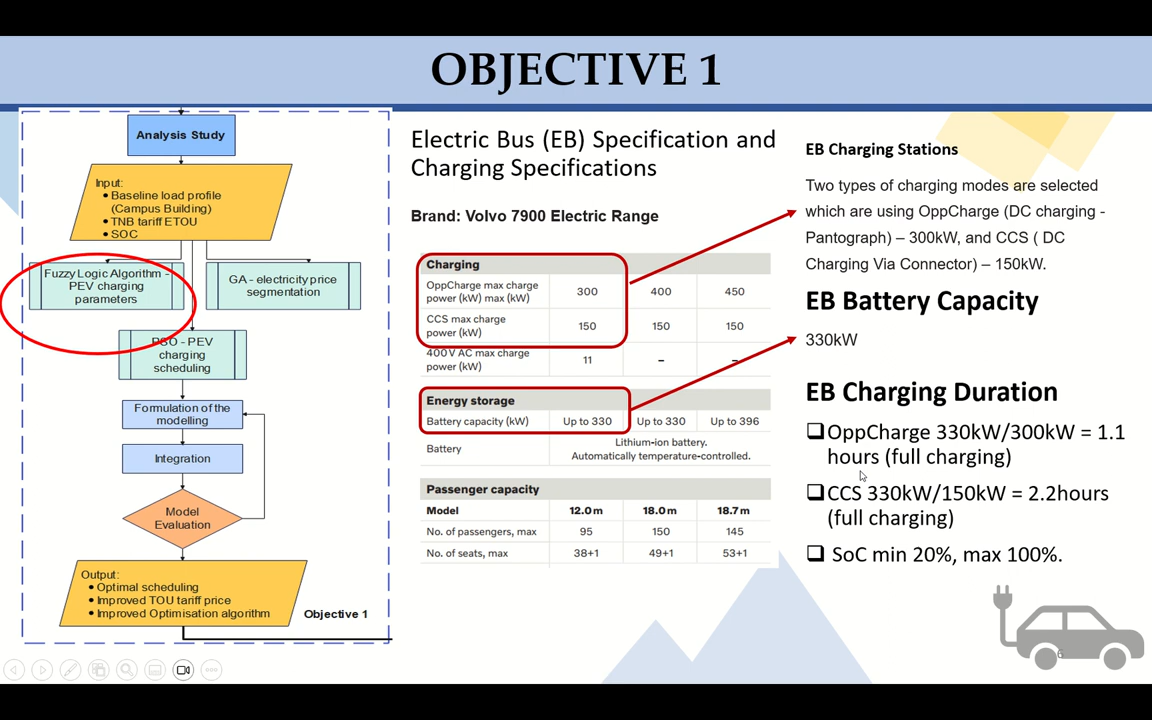 OBJECTIVE 1
Analysis Study
Input:
• Baseline load profile
(Campus Building)
• TNB tariff ETOU
• SOC
Fuzzy Logic Algorithm -
PEV charging
parameters
GA - electricity price
segmentation
PSO - PEV
charging
scheduling
Formulation of the
modelling
Integration
Model
Evaluation
Output:
• Optimal scheduling
• Improved TOU tariff price
• Improved Optimisation algorithm
Objective 1
Electric Bus (EB) Specification and
Charging Specifications
Brand: Volvo 7900 Electric Range
Charging
OppCharge max charge
power (kW) max (kW) 300 400 450
CCS max charge
power (kW) 150 150 150
400 V AC max charge
power (kW) 11 – –
Energy storage
Battery capacity (kW) Up to 330 Up to 330 Up to 396
Battery Lithium-ion battery.
Automatically temperature-controlled.
Passenger capacity
Model 12.0 m 18.0 m 18.7 m
No. of passengers, max 95 150 145
No. of seats, max 38+1 49+1 53+1
EB Charging Stations
Two types of charging modes are selected
which are using OppCharge (DC charging -
Pantograph) – 300kW, and CCS ( DC
Charging Via Connector) – 150kW.
EB Battery Capacity
330kW
EB Charging Duration
❑OppCharge 330kW/300kW = 1.1
hours (full charging)
❑CCS 330kW/150kW = 2.2hours
(full charging)
❑ SoC min 20%, max 100%.
6